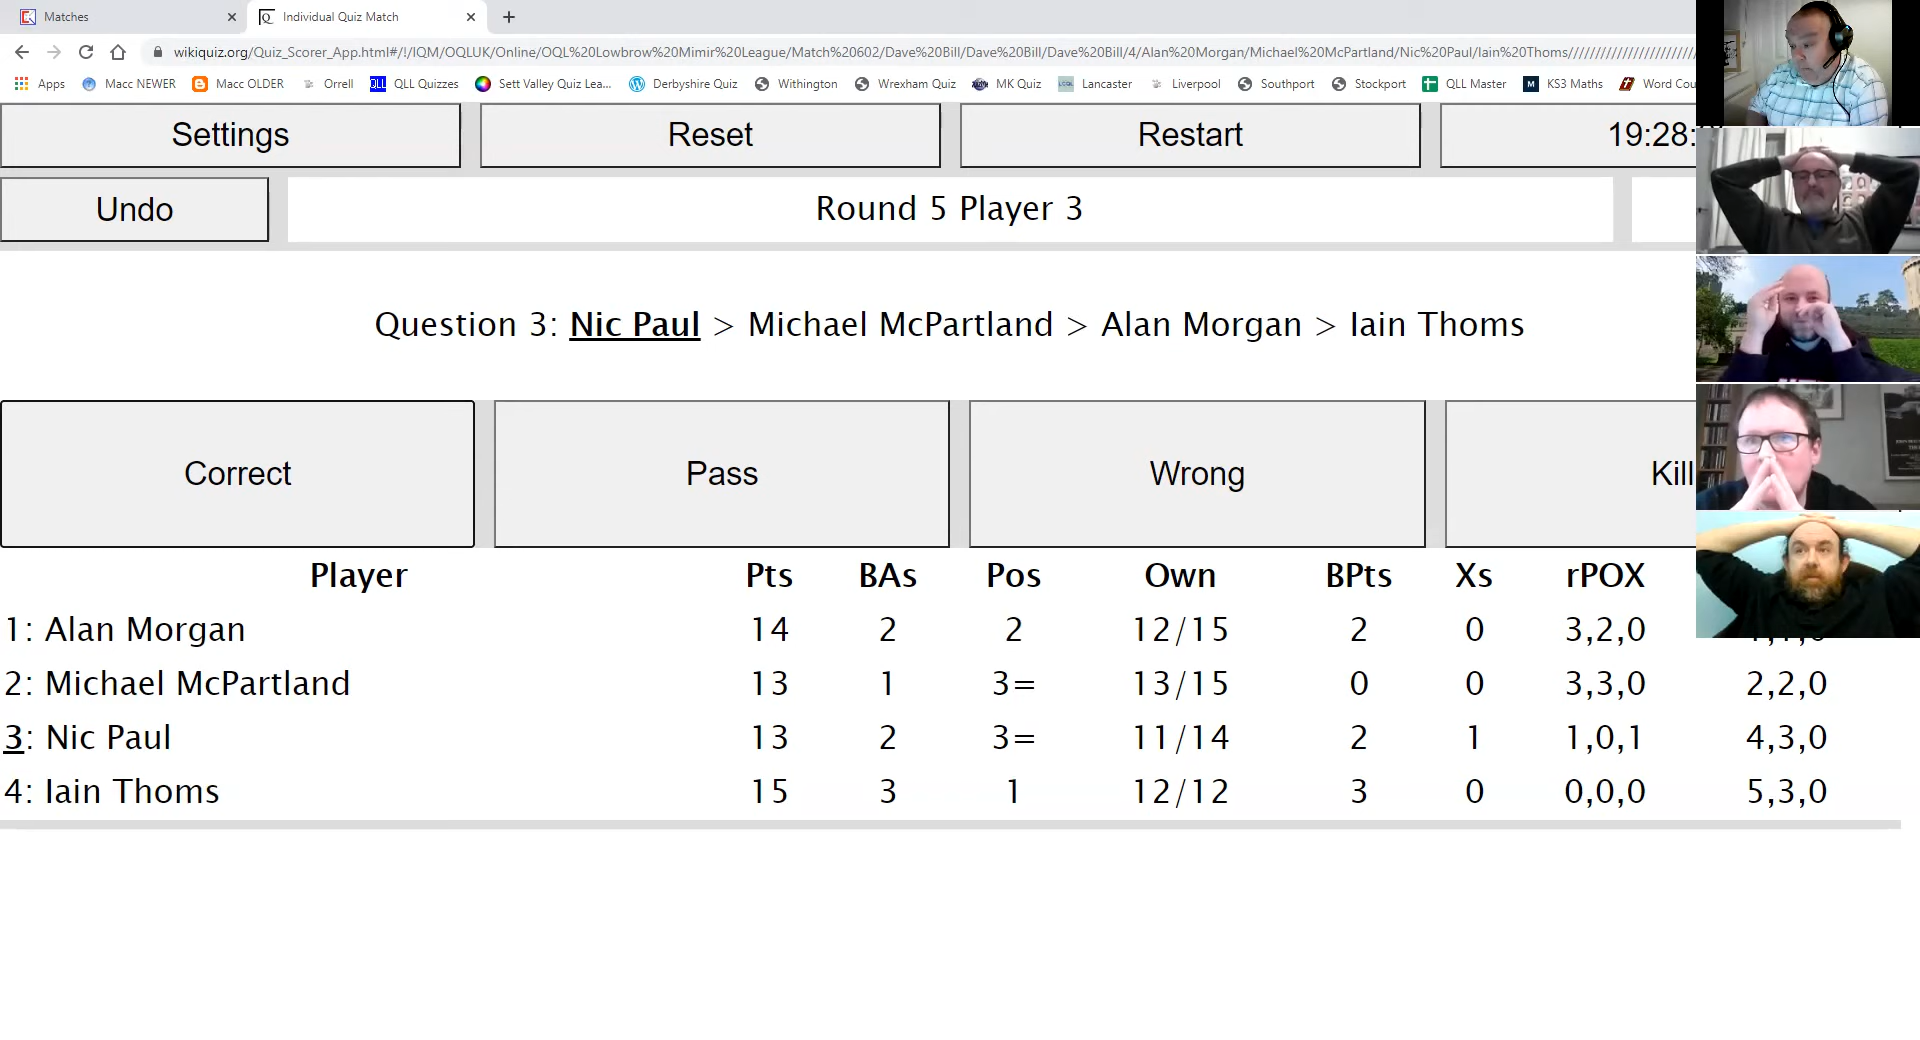 Matches
Individual Quiz Match
wikiquiz.org/Quiz_Scorer_App.html#/!/IQM/OQLUK/Online/OQL%20Lowbrow%20Mimir%20League/Match%20602/Dave%20Bill/Dave%20Bill/Dave%20Bill/4/Alan%20Morgan/Michael%20McPartland/Nic%20Paul/Iain%20Thoms////////////////////////
Apps Macc NEWER Macc OLDER Orrell QLL QLL Quizzes Sett Valley Quiz Lea... Derbyshire Quiz Withington Wrexham Quiz MK Quiz Lancaster Liverpool Southport Stockport QLL Master KS3 Maths Word Cou
Settings Reset Restart 19:28:
Undo Round 5 Player 3
Question 3: Nic Paul > Michael McPartland > Alan Morgan > Iain Thoms
Correct Pass Wrong Kill
Player Pts BAs Pos Own BPts Xs rPOX
1: Alan Morgan 14 2 2 12/15 2 0 3,2,0
2: Michael McPartland 13 1 3= 13/15 0 0 3,3,0 2,2,0
3: Nic Paul 13 2 3= 11/14 2 1 1,0,1 4,3,0
4: Iain Thoms 15 3 1 12/12 3 0 0,0,0 5,3,0